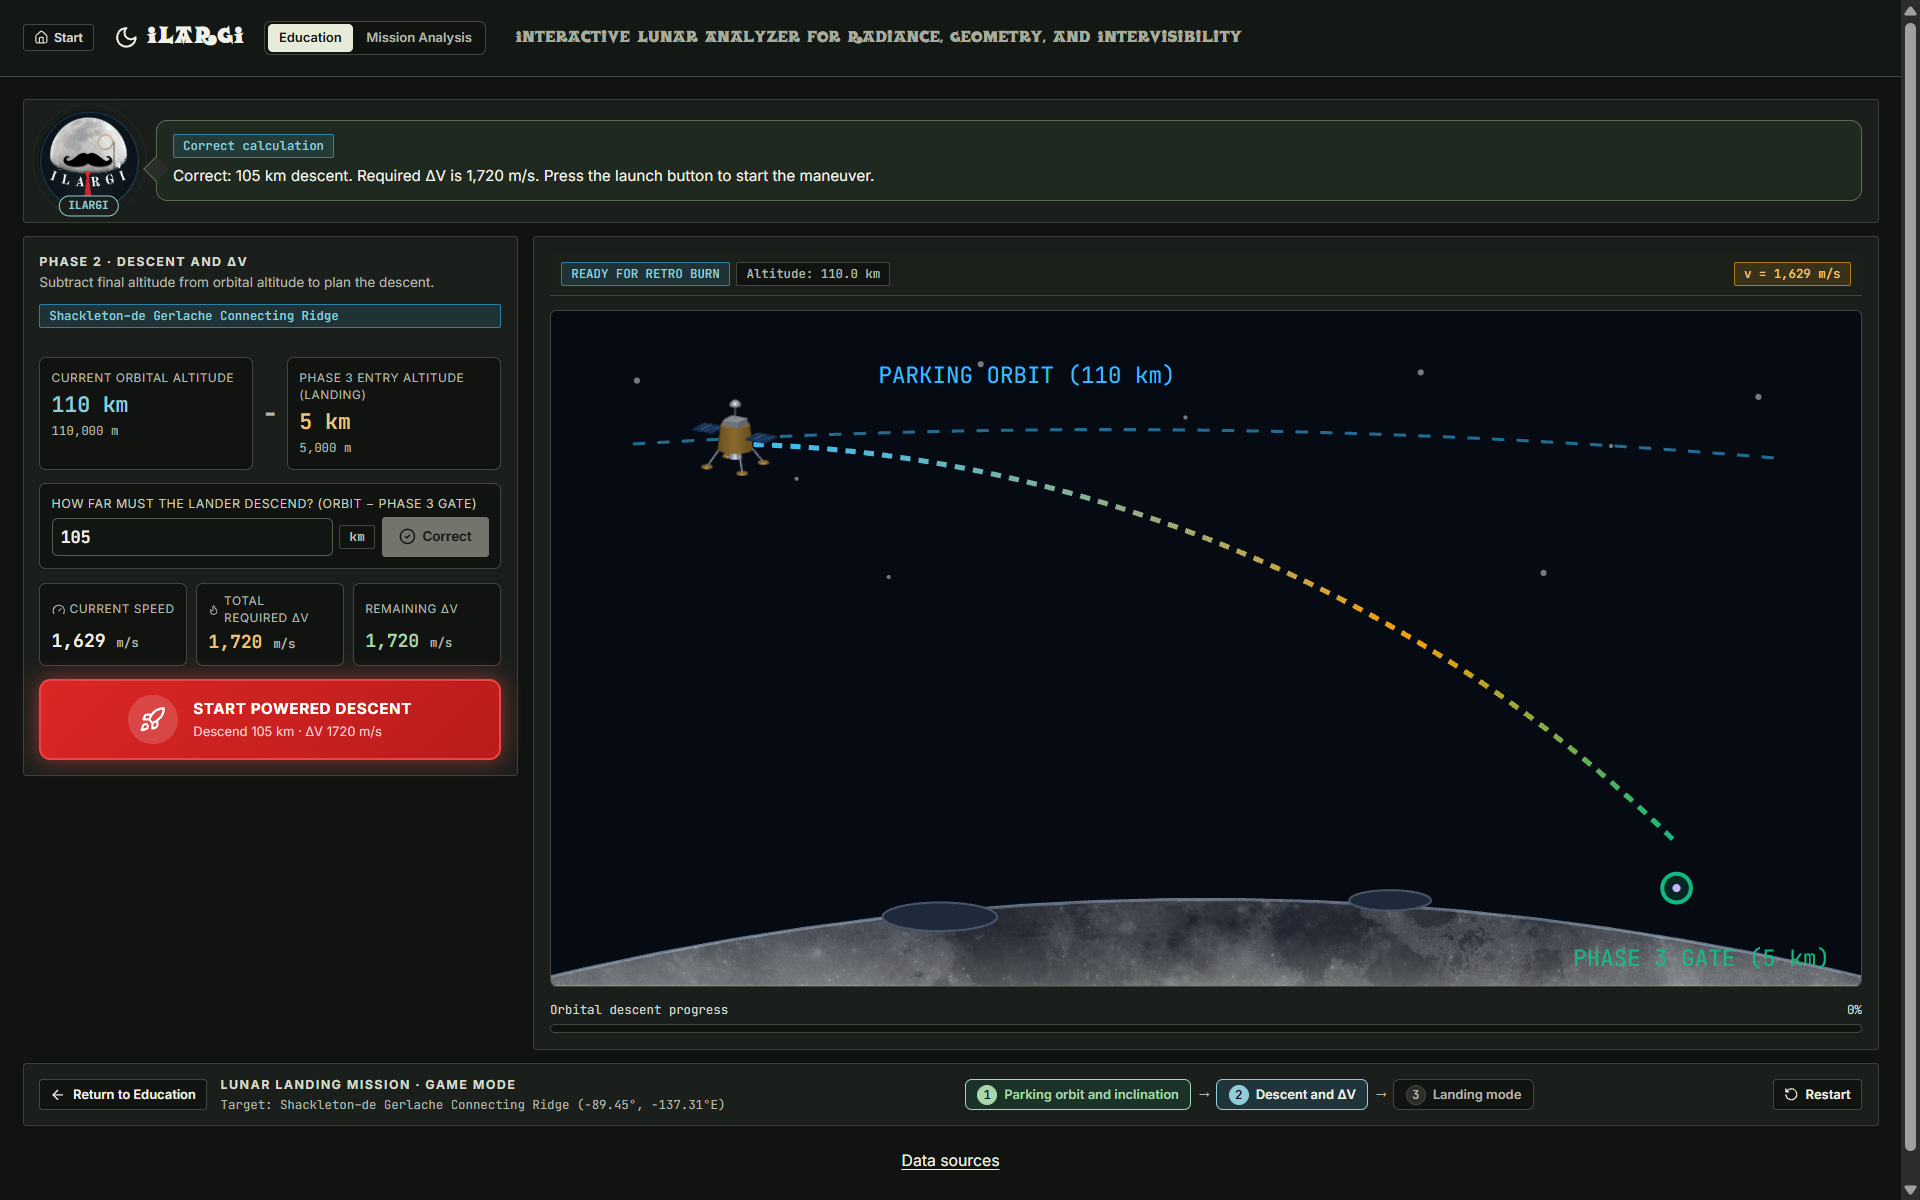 Start
iLARGi
Education
Mission Analysis
iNTERACTIVE LUNAR ANALYZER FOR RADIANCE, GEOMETRY, AND iNTERVISIBILITY
ILARGI
ILARGI
Correct calculation
Correct: 105 km descent. Required ΔV is 1,720 m/s. Press the launch button to start the maneuver.
PHASE 2 · DESCENT AND ΔV
Subtract final altitude from orbital altitude to plan the descent.
Shackleton-de Gerlache Connecting Ridge
CURRENT ORBITAL ALTITUDE
110 km
110,000 m
-
PHASE 3 ENTRY ALTITUDE
(LANDING)
5 km
5,000 m
HOW FAR MUST THE LANDER DESCEND? (ORBIT – PHASE 3 GATE)
105
km
Correct
CURRENT SPEED
1,629 m/s
TOTAL
REQUIRED ΔV
1,720 m/s
REMAINING ΔV
1,720 m/s
START POWERED DESCENT
Descend 105 km · ΔV 1720 m/s
READY FOR RETRO BURN
Altitude: 110.0 km
v = 1,629 m/s
PARKING ORBIT (110 km)
PHASE 3 GATE (5 km)
Orbital descent progress
0%
← Return to Education
LUNAR LANDING MISSION · GAME MODE
Target: Shackleton-de Gerlache Connecting Ridge (-89.45°, -137.31°E)
1 Parking orbit and inclination → 2 Descent and ΔV → 3 Landing mode
Restart
Data sources